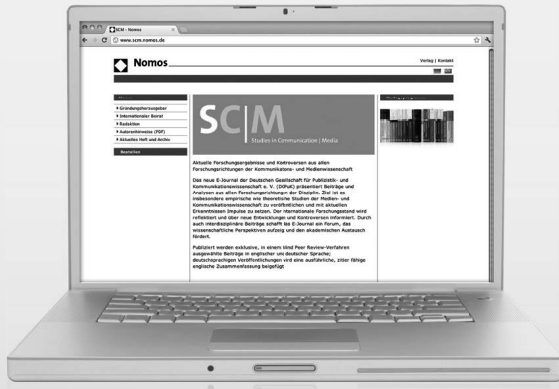 SCM - Nomos
www.scm.nomos.de
Nomos
Verlag | Kontakt
Gründungsherausgeber
Internationaler Beirat
Redaktion
Autorenhinweise (PDF)
Aktuelles Heft und Archiv
Bestellen
SCM
Studies in Communication | Media
Aktuelle Forschungsergebnisse und Kontroversen aus allen
Forschungsrichtungen der Kommunikations- und Medienwissenschaft
Das neue E-Journal der Deutschen Gesellschaft für Publizistik- und
Kommunikationswissenschaft e. V. (DGPuK) präsentiert Beiträge und
Analysen aus allen Forschungsrichtungen der Disziplin. Ziel ist es
insbesondere empirische wie theoretische Studien der Medien- und
Kommunikationswissenschaft zu veröffentlichen und mit aktuellen
Erkenntnissen Impulse zu setzen. Der internationale Forschungsstand wird
reflektiert und über neue Entwicklungen und Kontroversen informiert. Durch
auch interdisziplinäre Beiträge schafft das E-Journal ein Forum, das
wissenschaftliche Perspektiven aufzeig und den akademischen Austausch
fördert.
Publiziert werden exklusive, in einem Blind Peer Review-Verfahren
ausgewählte Beiträge in englischer und deutscher Sprache;
deutschsprachigen Veröffentlichungen wird eine ausführliche, zitier fähige
englische Zusammenfassung beigefügt